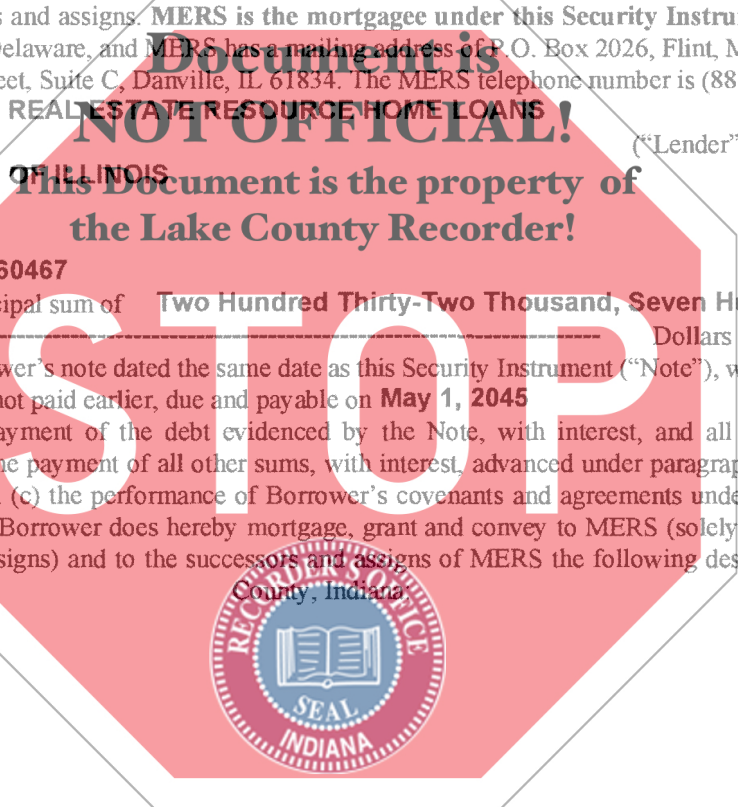 s and assigns. MERS is the mortgagee under this Security Instru
Delaware, and MERS has a mailing address of P.O. Box 2026, Flint, M
eet, Suite C, Danville, IL 61834. The MERS telephone number is (88
REAL ESTATE RESOURCE HOME LOANS
(“Lender”
OF ILLINOIS
Document is
NOT OFFICIAL!
This Document is the property of
the Lake County Recorder!
60467
cipal sum of Two Hundred Thirty-Two Thousand, Seven H
Dollars
STOP
wer’s note dated the same date as this Security Instrument (“Note”), w
not paid earlier, due and payable on May 1, 2045
ayment of the debt evidenced by the Note, with interest, and all
he payment of all other sums, with interest, advanced under paragrap
(c) the performance of Borrower’s covenants and agreements unde
Borrower does hereby mortgage, grant and convey to MERS (solely
signs) and to the successors and assigns of MERS the following des
County, Indiana:
RECORDER'S OFFICE
SEAL
INDIANA